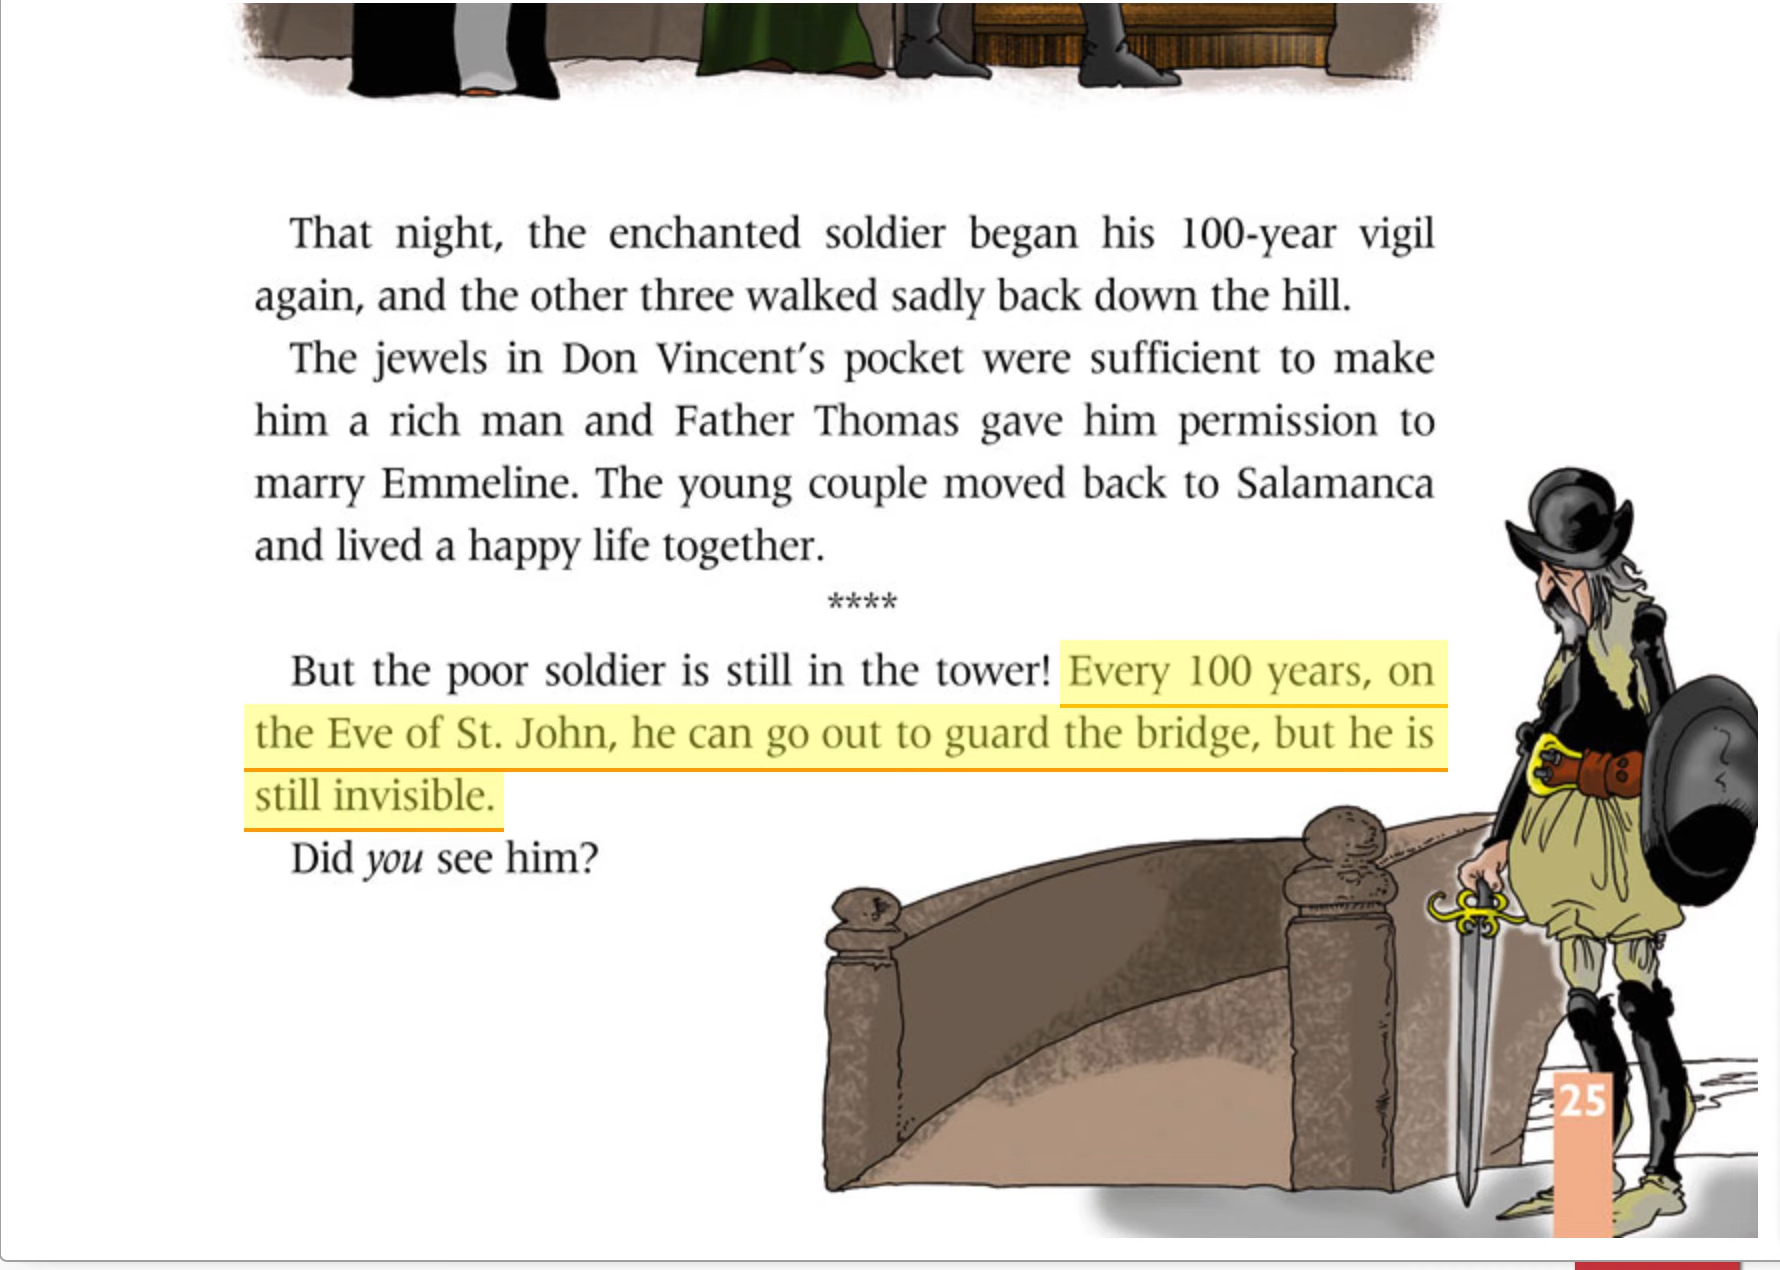 That night, the enchanted soldier began his 100-year vigil
again, and the other three walked sadly back down the hill.
The jewels in Don Vincent's pocket were sufficient to make
him a rich man and Father Thomas gave him permission to
marry Emmeline. The young couple moved back to Salamanca
and lived a happy life together.
****
But the poor soldier is still in the tower! Every 100 years, on
the Eve of St. John, he can go out to guard the bridge, but he is
still invisible.
Did you see him?
25